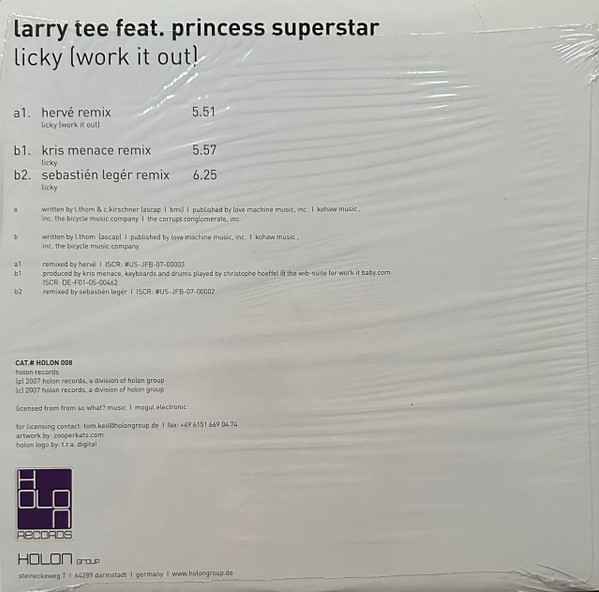 larry tee feat. princess superstar
licky (work it out)
a1. hervé remix 5.51
licky (work it out)
b1. kris menace remix 5.57
licky
b2. sebastién legér remix 6.25
licky
a written by l.thom & c.kirschner (ascap | bmi) | published by love machine music, inc. | kohaw music ,
inc. the bicycle music company | the corrupt conglomerate, inc.
b written by l.thom (ascap) | published by love machine music, inc. | kohaw music ,
inc. the bicycle music company
a1 remixed by hervé | ISCR: #US-JFB-07-00003
b1 produced by kris menace, keyboards and drums played by christophe hoeffel @ the wib-suite for work it baby.com
ISCR: DE-F01-05-00462
b2 remixed by sebastién legér | ISCR: #US-JFB-07-00002
CAT.# HOLON 008
holon records
(p) 2007 holon records, a division of holon group
(c) 2007 holon records, a division of holon group
licensed from from so what? music | mogul electronic
for licensing contact: tom.keil@holongroup.de | fax: +49 6151 669 04 74
artwork by: zooperkats.com
holon logo by: t.r.a. digital
HOLON
RECORDS
HOLON group
steineckeweg 7 | 64289 darmstadt | germany | www.holongroup.de